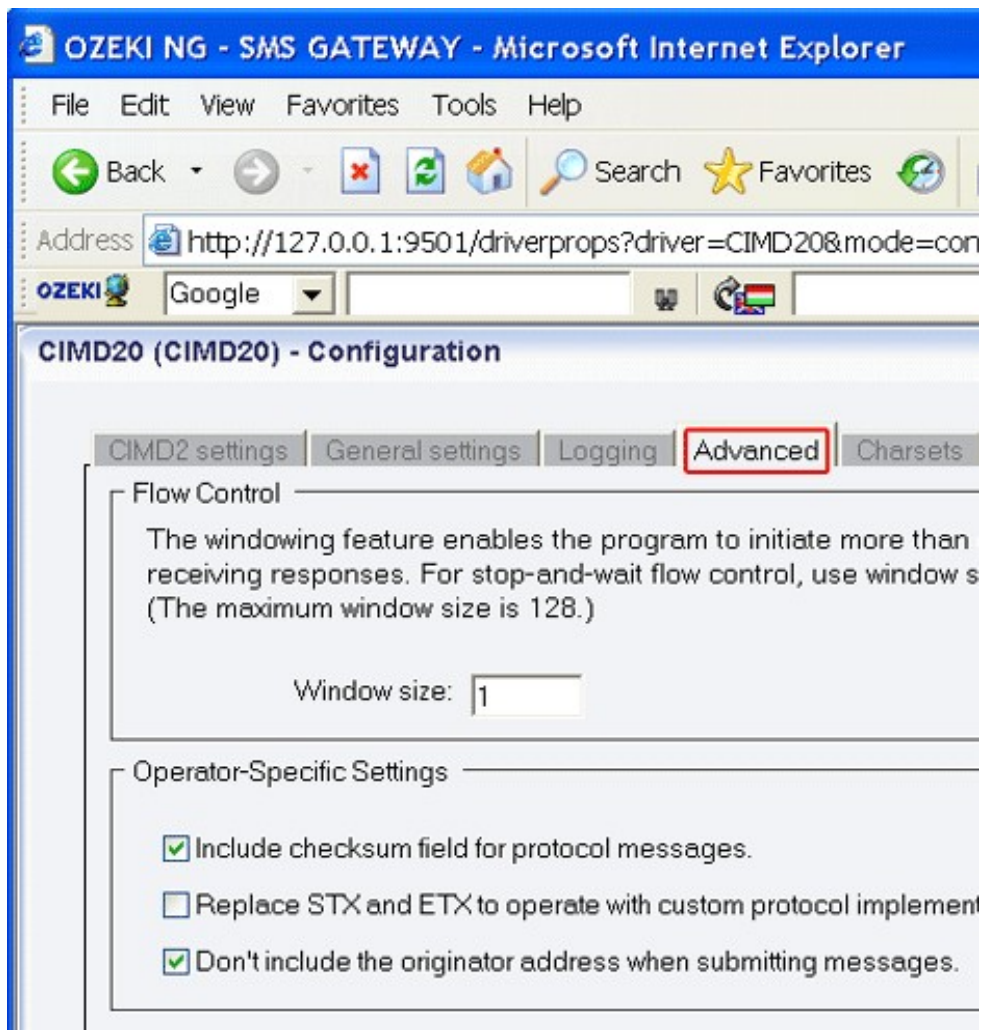 OZEKI NG - SMS GATEWAY - Microsoft Internet Explorer
File Edit View Favorites Tools Help
Back Search Favorites
Address http://127.0.0.1:9501/driverprops?driver=CIMD20&mode=con
OZEKI Google
CIMD20 (CIMD20) - Configuration
CIMD2 settings General settings Logging Advanced Charsets
Flow Control
The windowing feature enables the program to initiate more than
receiving responses. For stop-and-wait flow control, use window s
(The maximum window size is 128.)
Window size: 1
Operator-Specific Settings
Include checksum field for protocol messages.
Replace STX and ETX to operate with custom protocol implement
Don't include the originator address when submitting messages.